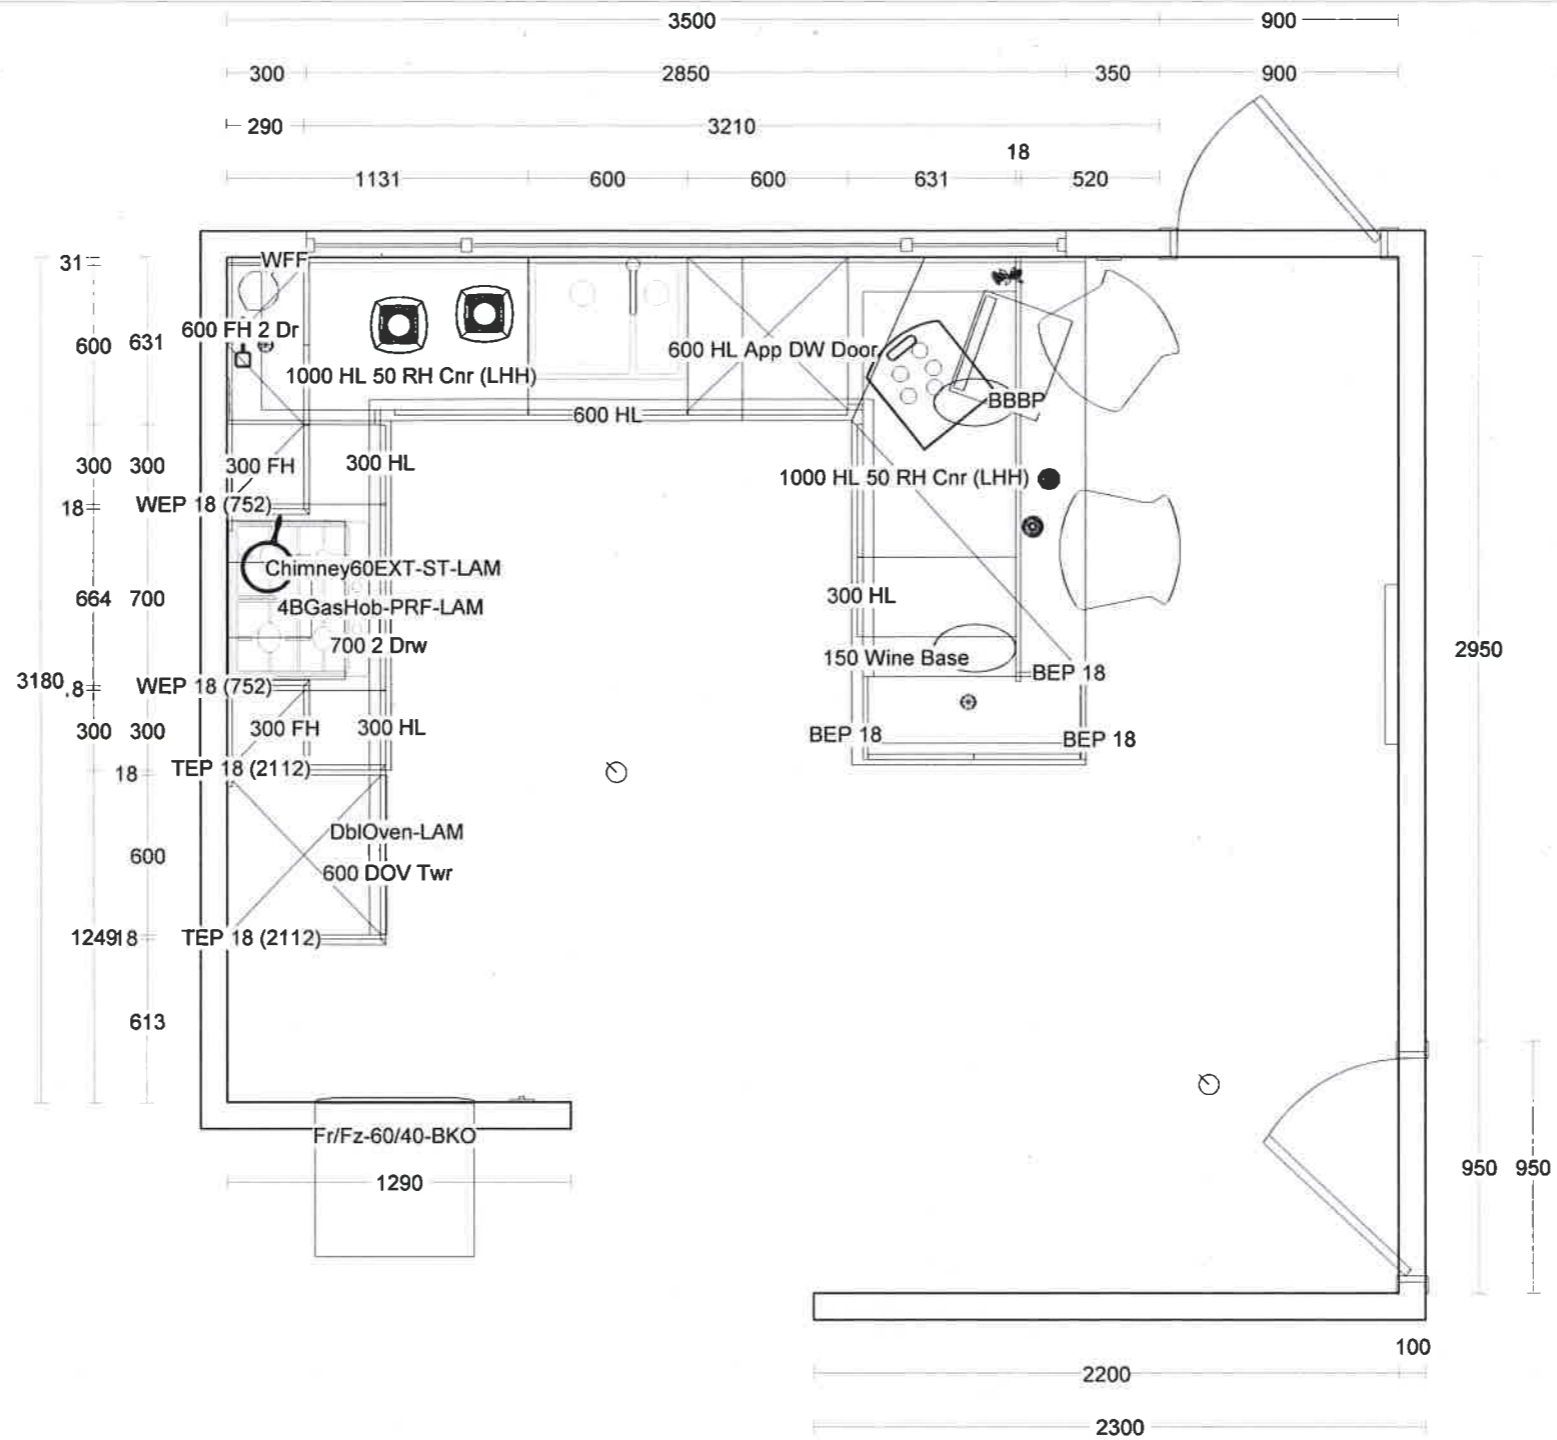 3500 900
300 2850 350 900
290 3210
18
1131 600 600 631 520
31
WFF
600 631
600 FH 2 Dr
600 HL App DW Door
1000 HL 50 RH Cnr (LHH)
BBBP
600 HL
300 300
300 FH
300 HL
1000 HL 50 RH Cnr (LHH)
18
WEP 18 (752)
Chimney60EXT-ST-LAM
664 700
4BGasHob-PRF-LAM
300 HL
700 2 Drw
2950
150 Wine Base
BEP 18
3180
.8
WEP 18 (752)
300 300
300 FH
300 HL
BEP 18
BEP 18
18
TEP 18 (2112)
DblOven-LAM
600
600 DOV Twr
1249
18
TEP 18 (2112)
613
Fr/Fz-60/40-BKO
1290
950 950
100
2200
2300